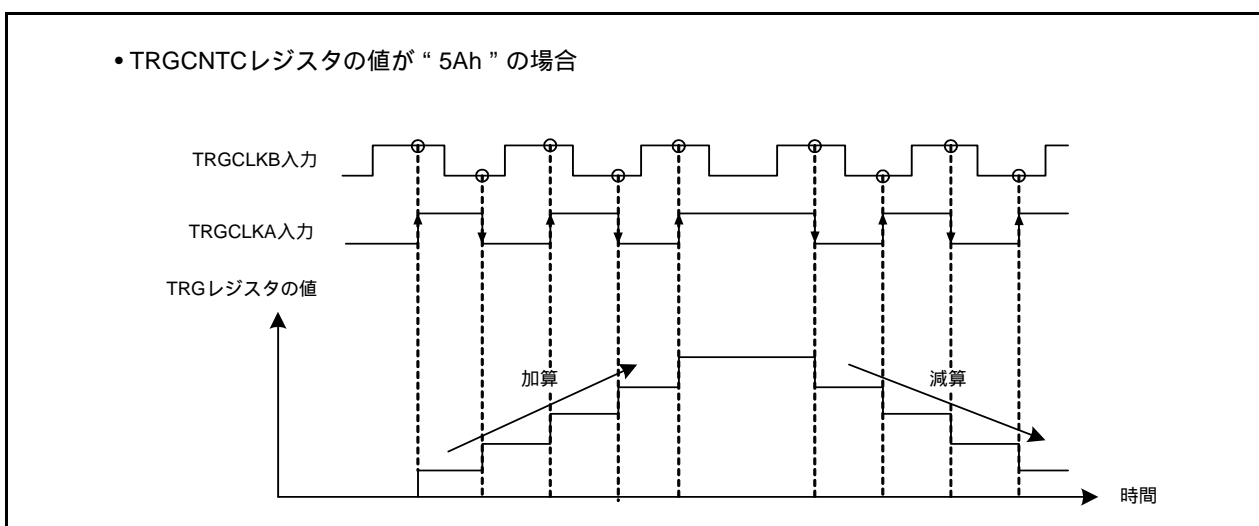 • TRGCNTCレジスタの値が “ 5Ah ” の場合
TRGCLKB入力
TRGCLKA入力
TRGレジスタの値
加算
減算
時間